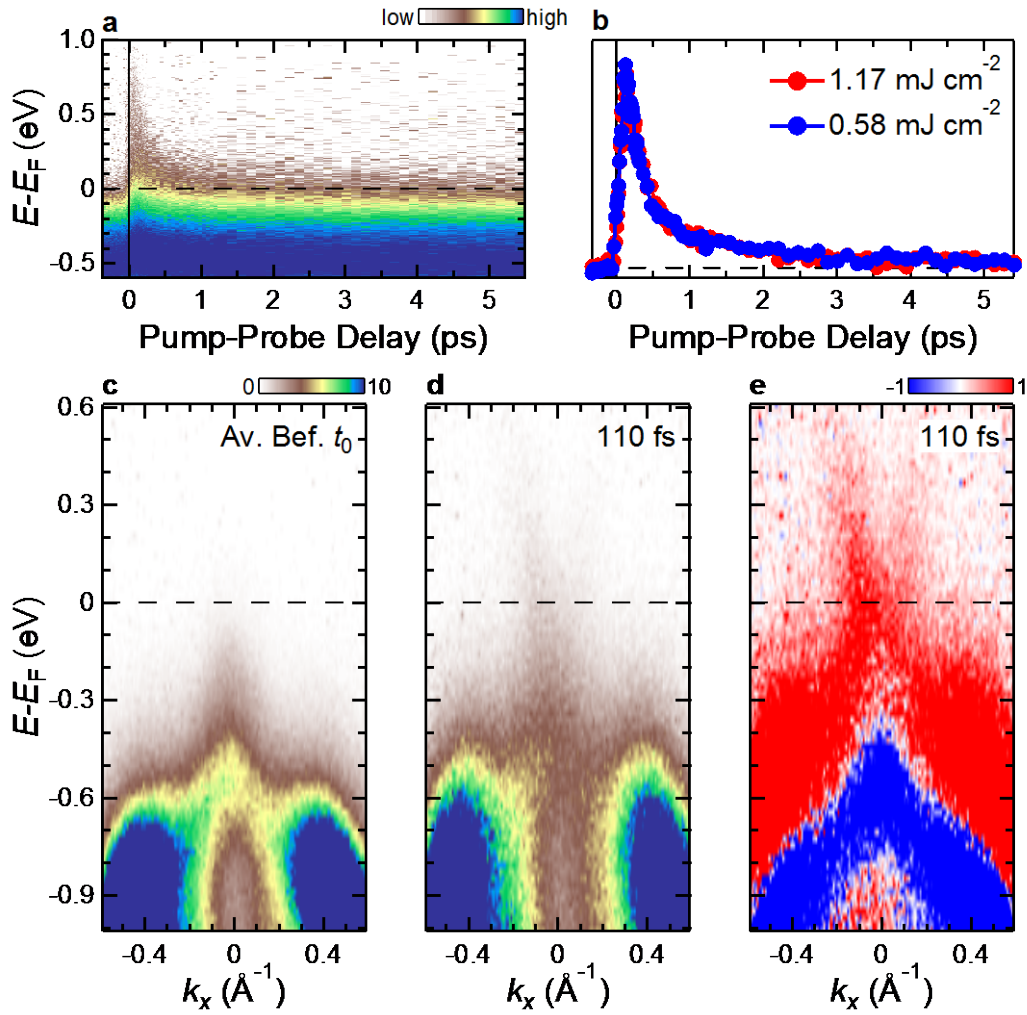 low high
a
1.0
0.5
0
-0.5
E-E_F (eV)
0 1 2 3 4 5
Pump-Probe Delay (ps)
b
1.17 mJ cm⁻²
0.58 mJ cm⁻²
0 1 2 3 4 5
Pump-Probe Delay (ps)
c
0 10
Av. Bef. t₀
0.6
0.3
0
-0.3
-0.6
-0.9
E-E_F (eV)
-0.4 0 0.4
kₓ (Å⁻¹)
d
110 fs
-0.4 0 0.4
kₓ (Å⁻¹)
e
-1 1
110 fs
-0.4 0 0.4
kₓ (Å⁻¹)